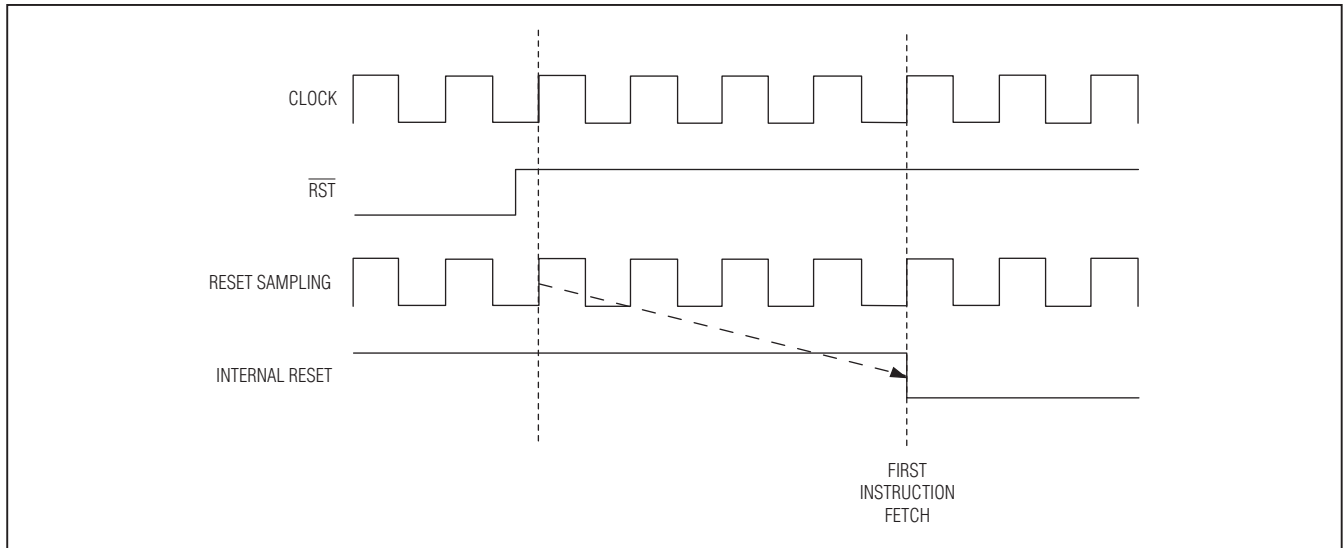 CLOCK
RST
RESET SAMPLING
INTERNAL RESET
FIRST
INSTRUCTION
FETCH